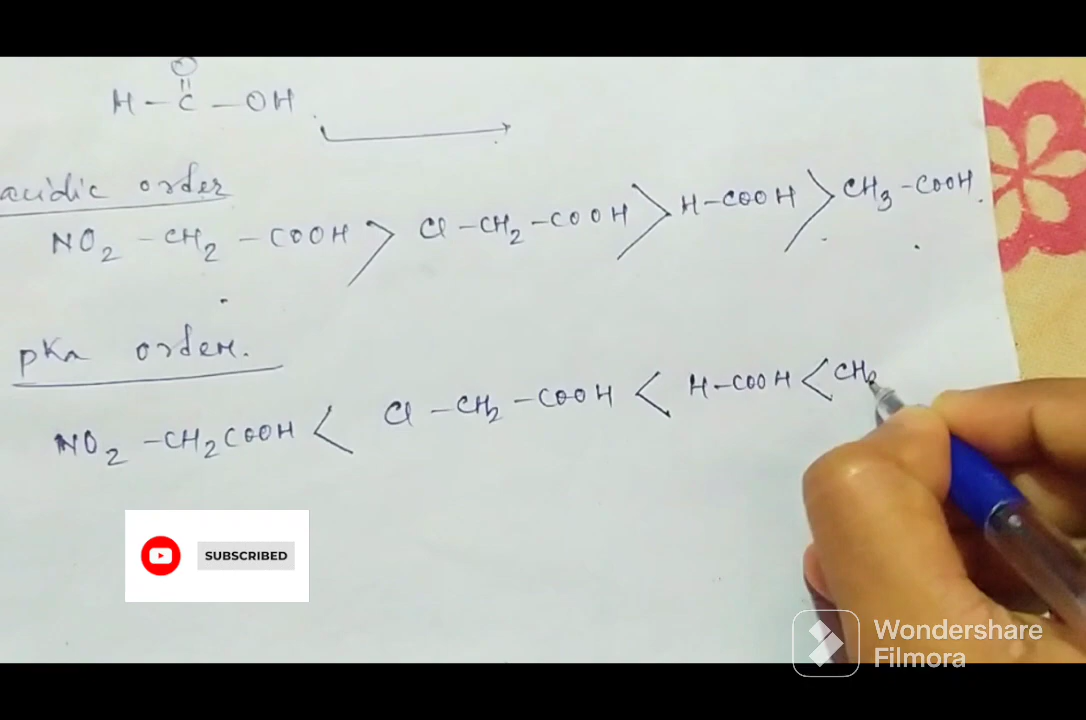 O
H - C - OH
acidic order
NO2 - CH2 - COOH > Cl - CH2 - COOH > H - COOH > CH3 - COOH.
pKa order.
NO2 - CH2COOH < Cl - CH2 - COOH < H - COOH < CH3
SUBSCRIBED
Wondershare
Filmora